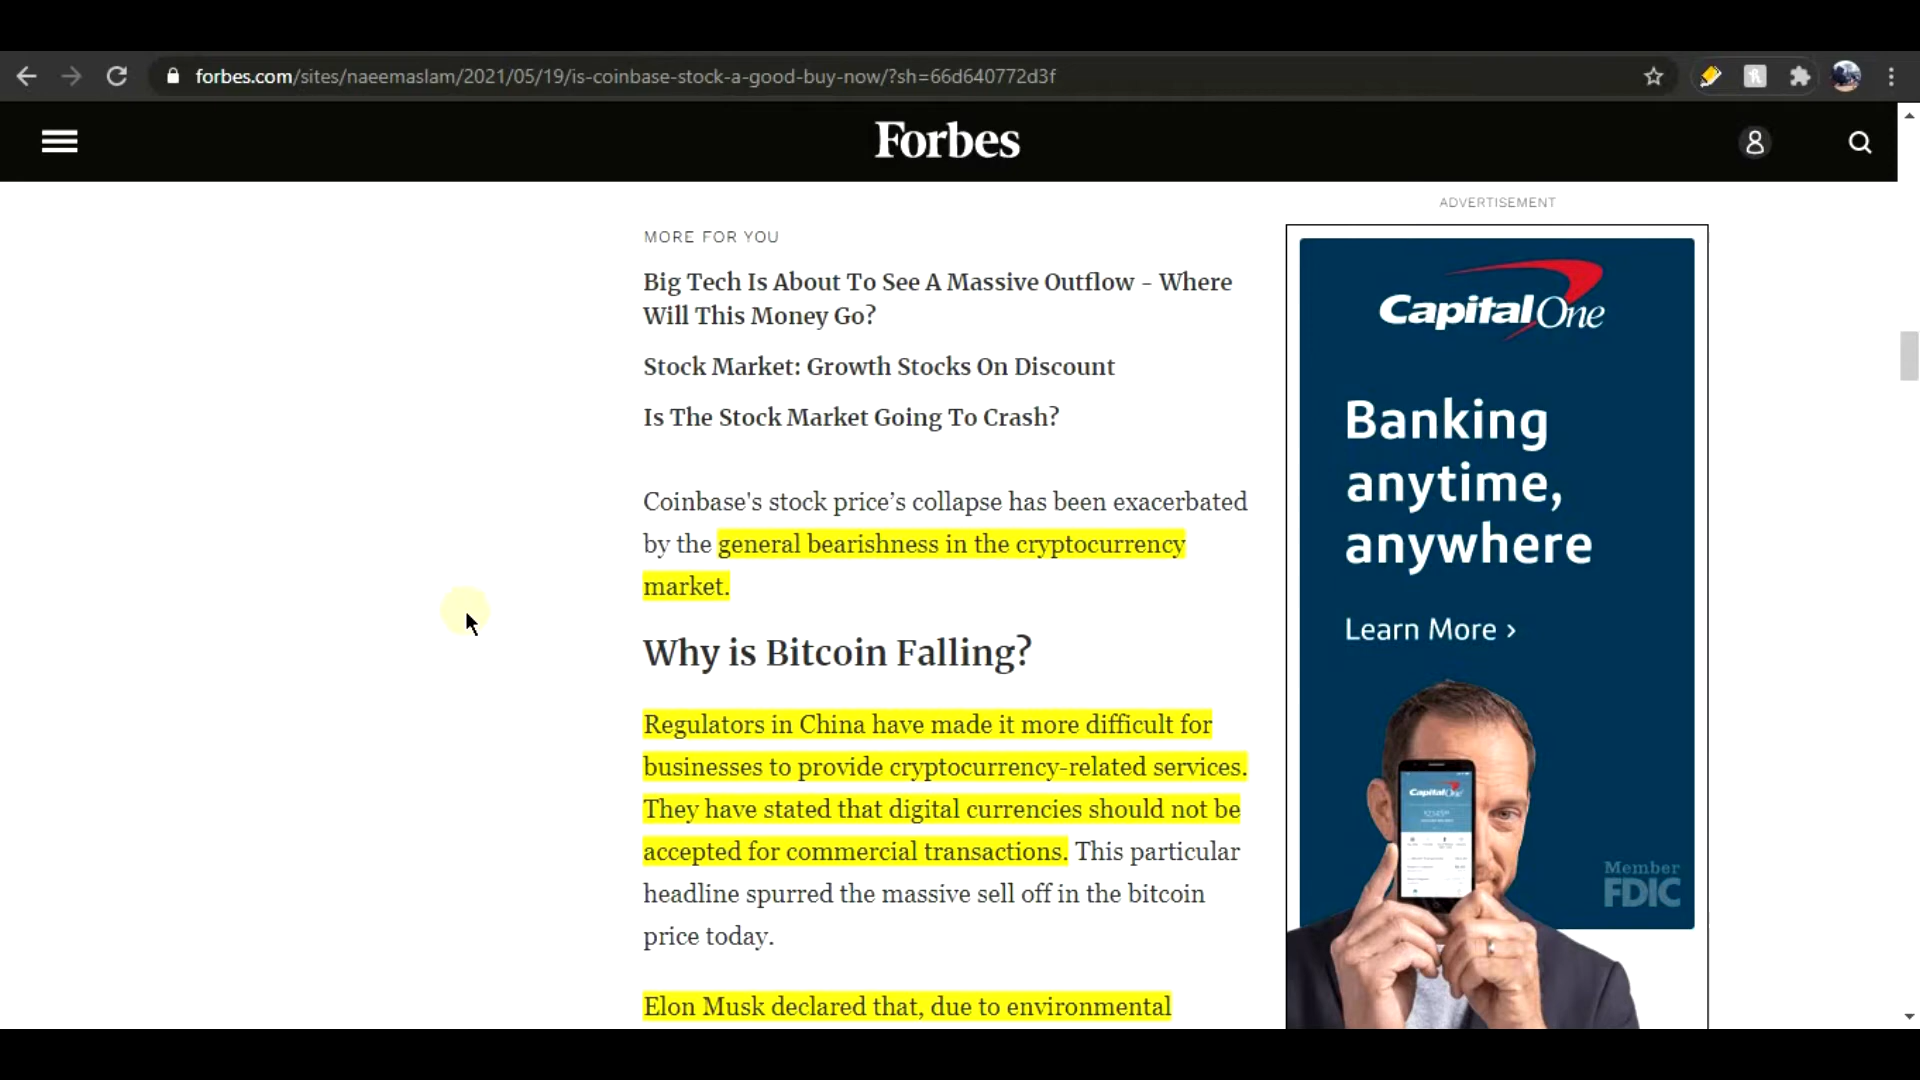 forbes.com/sites/naeemaslam/2021/05/19/is-coinbase-stock-a-good-buy-now/?sh=66d640772d3f
Forbes
ADVERTISEMENT
MORE FOR YOU
Big Tech Is About To See A Massive Outflow – Where
Will This Money Go?
Stock Market: Growth Stocks On Discount
Is The Stock Market Going To Crash?
Coinbase's stock price’s collapse has been exacerbated
by the general bearishness in the cryptocurrency
market.
Why is Bitcoin Falling?
Regulators in China have made it more difficult for
businesses to provide cryptocurrency-related services.
They have stated that digital currencies should not be
accepted for commercial transactions. This particular
headline spurred the massive sell off in the bitcoin
price today.
Elon Musk declared that, due to environmental
Capital One
Banking
anytime,
anywhere
Learn More ›
Capital One
Member
FDIC